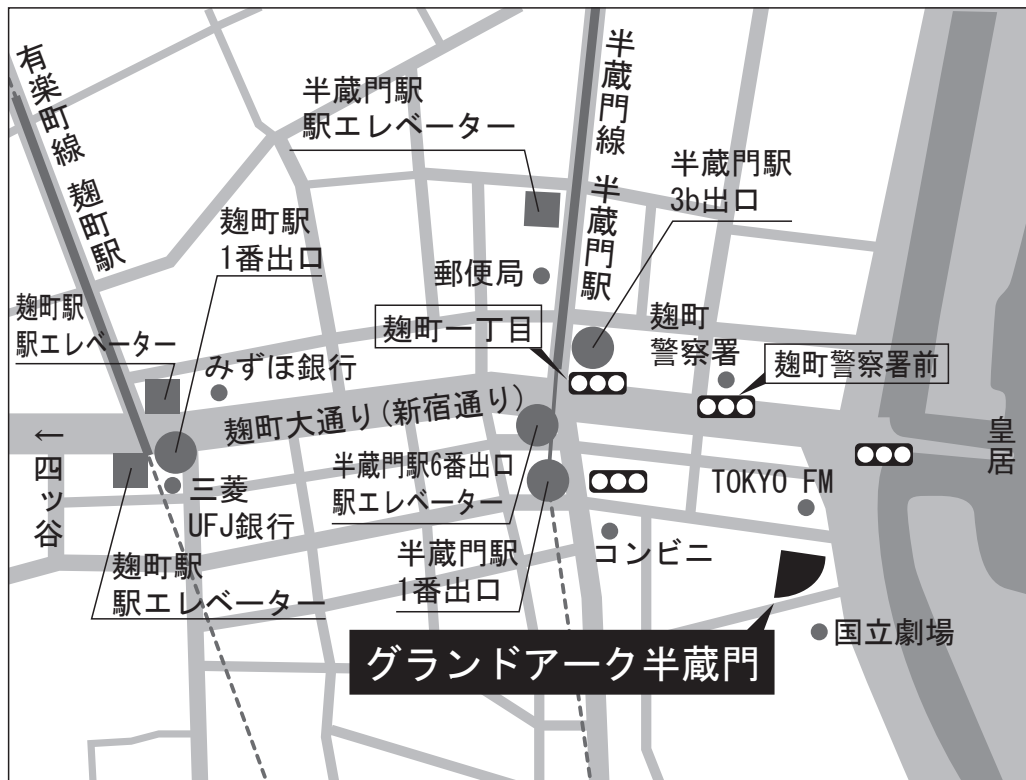 有楽町線 麹町駅
半蔵門駅
駅エレベーター
半蔵門線 半蔵門駅
半蔵門駅
3b出口
麹町駅
1番出口
郵便局
麹町駅
駅エレベーター
麹町一丁目
麹町
警察署
みずほ銀行
麹町警察署前
麹町大通り(新宿通り)
←四ッ谷
皇居
半蔵門駅6番出口
駅エレベーター
TOKYO FM
三菱
UFJ銀行
コンビニ
麹町駅
駅エレベーター
半蔵門駅
1番出口
国立劇場
グランドアーク半蔵門